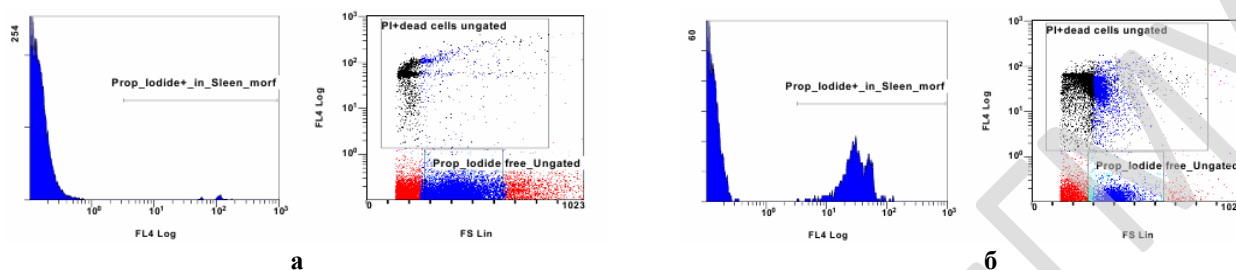 254
Prop_Iodide+_in_Sleen_morf
10⁰ 10¹ 10² 10³
FL4 Log
10³
10²
10¹
10⁰
FL4 Log
PI+dead cells ungated
Prop_Iodide free_Ungated
0 1023
FS Lin
а
60
Prop_Iodide+_in_Sleen_morf
10⁰ 10¹ 10² 10³
FL4 Log
10³
10²
10¹
10⁰
FL4 Log
PI+dead cells ungated
Prop_Iodide free_Ungated
0 102
FS Lin
б